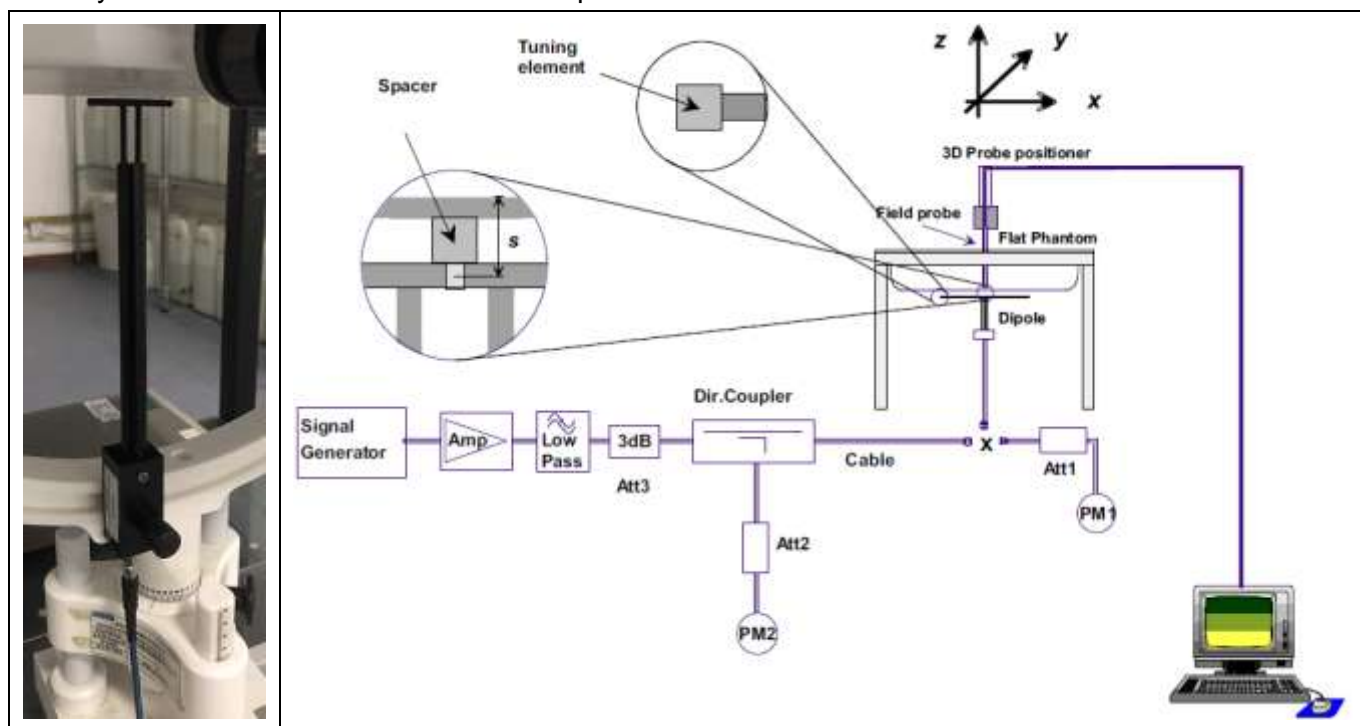 Tuning
element
Spacer
s
z
y
x
3D Probe positioner
Field probe
Flat Phantom
Dipole
Dir.Coupler
Signal
Generator
Amp
Low
Pass
3dB
Att3
Cable
x
Att1
PM1
Att2
PM2